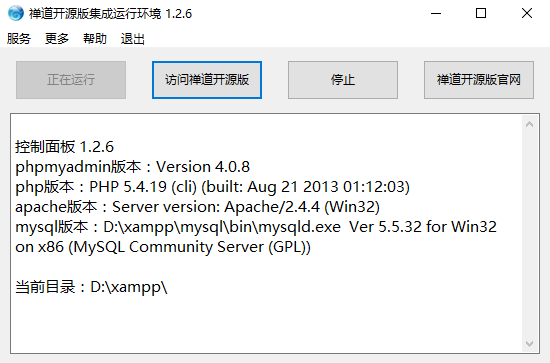 禅道开源版集成运行环境 1.2.6
服务 更多 帮助 退出
正在运行 访问禅道开源版 停止 禅道开源版官网
控制面板 1.2.6
phpmyadmin版本：Version 4.0.8
php版本：PHP 5.4.19 (cli) (built: Aug 21 2013 01:12:03)
apache版本：Server version: Apache/2.4.4 (Win32)
mysql版本：D:\xampp\mysql\bin\mysqld.exe  Ver 5.5.32 for Win32
on x86 (MySQL Community Server (GPL))
当前目录：D:\xampp\